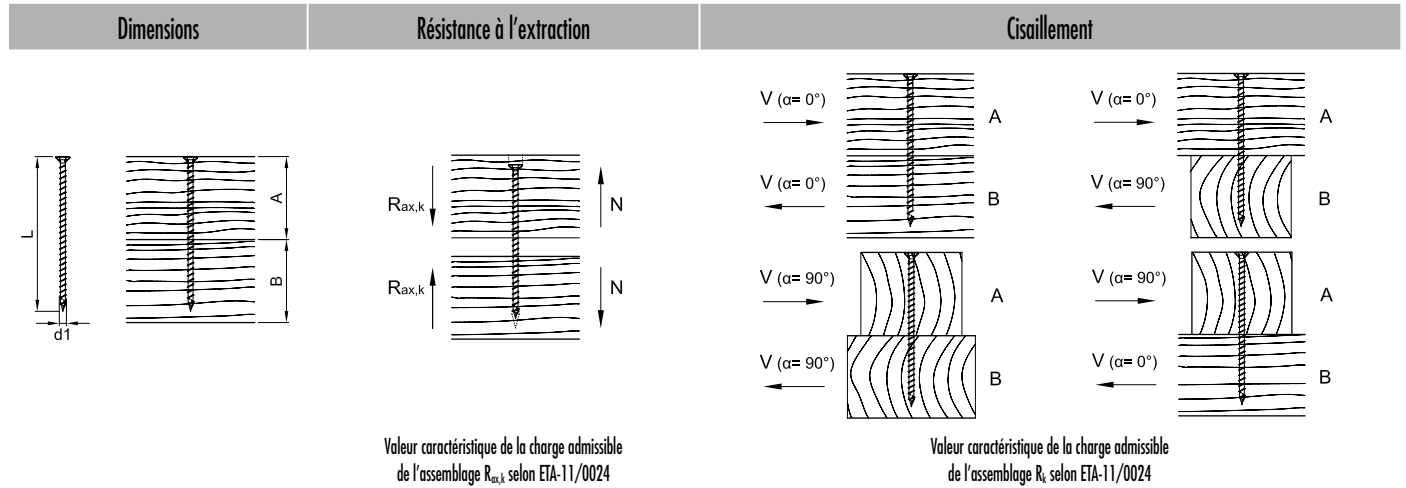 Dimensions
Résistance à l'extraction
Cisaillement
L
d1
A
B
Rax,k
N
Rax,k
N
V (α= 0°)
A
V (α= 0°)
B
V (α= 0°)
A
V (α= 90°)
B
V (α= 90°)
A
V (α= 90°)
B
V (α= 90°)
A
V (α= 0°)
B
Valeur caractéristique de la charge admissible
de l'assemblage Rax,k selon ETA-11/0024
Valeur caractéristique de la charge admissible
de l'assemblage Rk selon ETA-11/0024